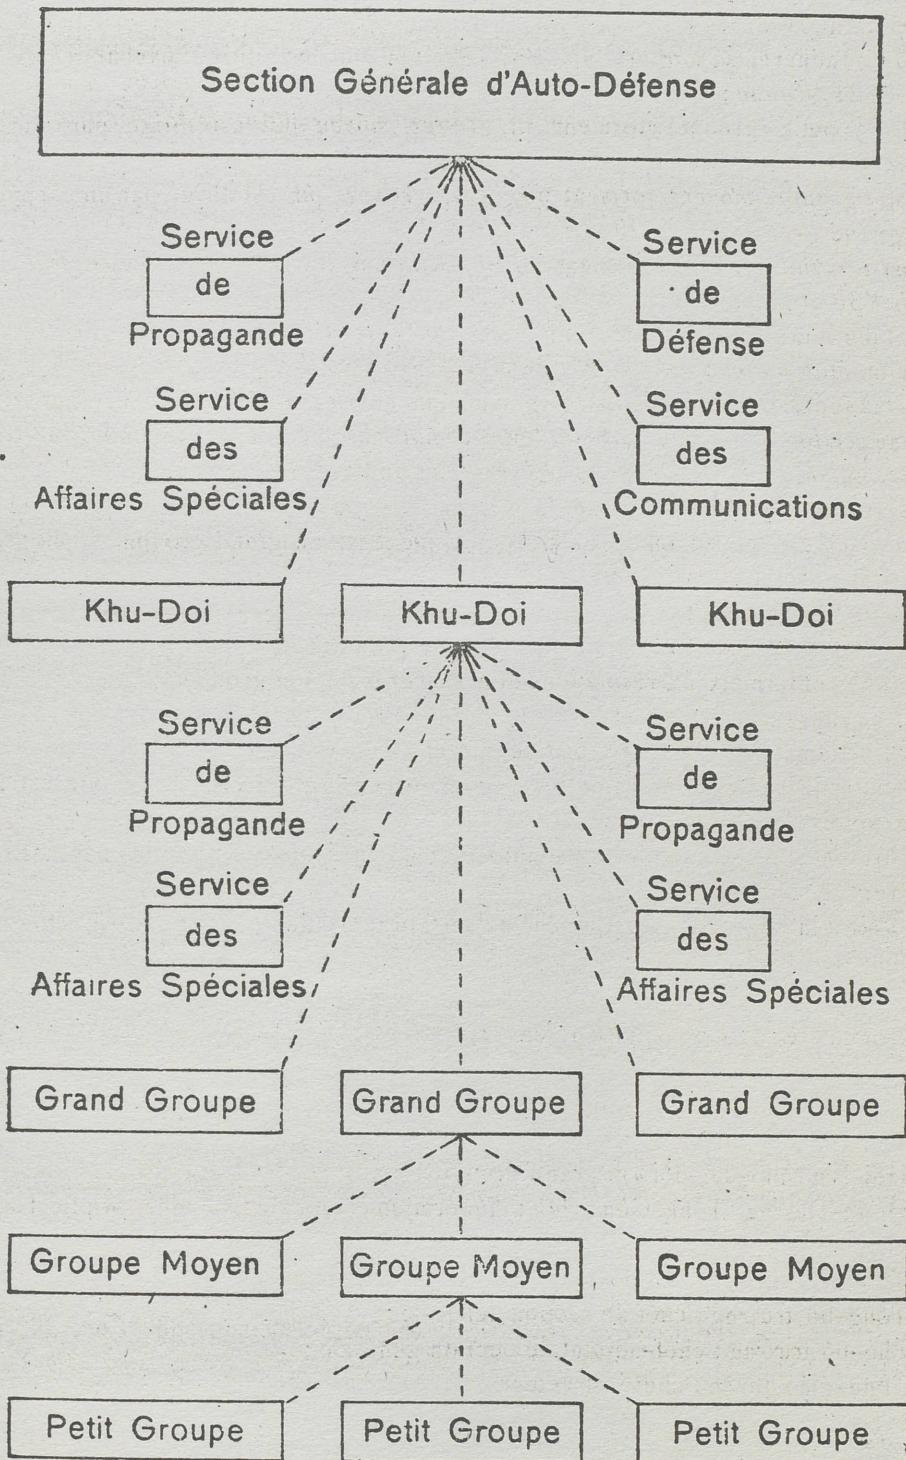 Section Générale d'Auto-Défense
Service
de
Propagande
Service
de
Défense
Service
des
Affaires Spéciales
Service
des
Communications
Khu-Doi
Khu-Doi
Khu-Doi
Service
de
Propagande
Service
de
Propagande
Service
des
Affaires Spéciales
Service
des
Affaires Spéciales
Grand Groupe
Grand Groupe
Grand Groupe
Groupe Moyen
Groupe Moyen
Groupe Moyen
Petit Groupe
Petit Groupe
Petit Groupe